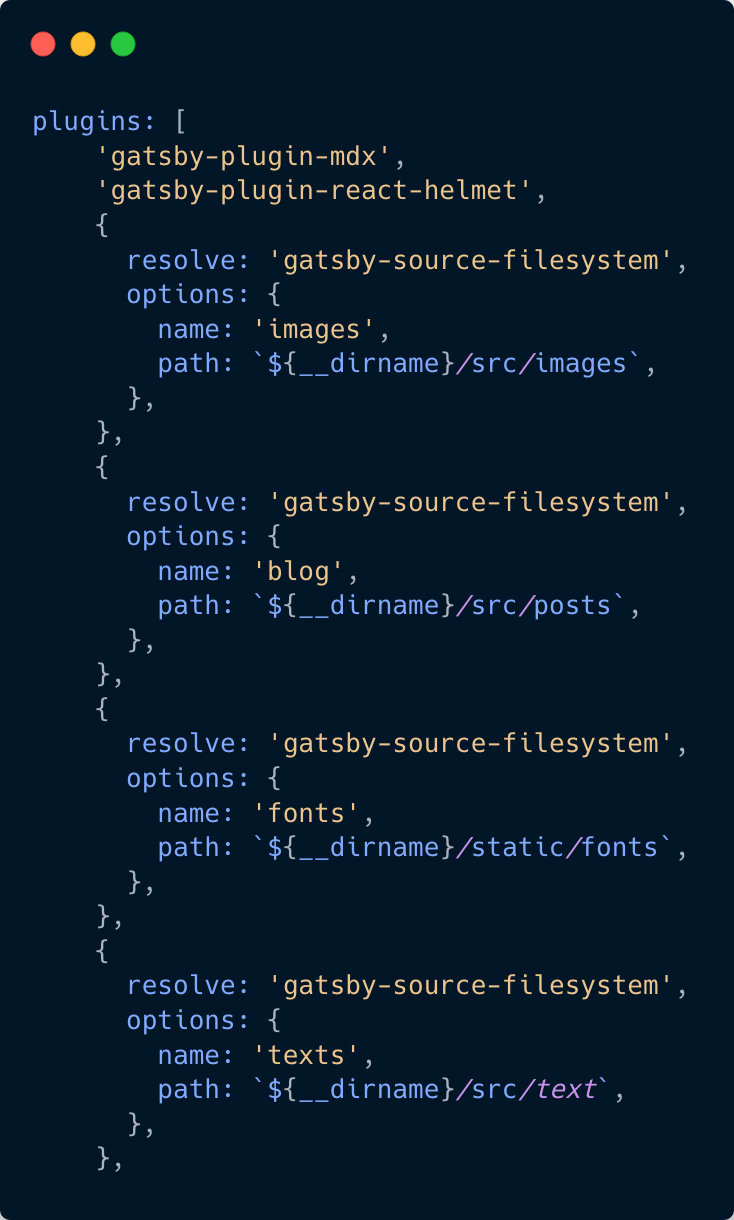 plugins: [
    'gatsby-plugin-mdx',
    'gatsby-plugin-react-helmet',
    {
      resolve: 'gatsby-source-filesystem',
      options: {
        name: 'images',
        path: `${__dirname}/src/images`,
      },
    },
    {
      resolve: 'gatsby-source-filesystem',
      options: {
        name: 'blog',
        path: `${__dirname}/src/posts`,
      },
    },
    {
      resolve: 'gatsby-source-filesystem',
      options: {
        name: 'fonts',
        path: `${__dirname}/static/fonts`,
      },
    },
    {
      resolve: 'gatsby-source-filesystem',
      options: {
        name: 'texts',
        path: `${__dirname}/src/text`,
      },
    },